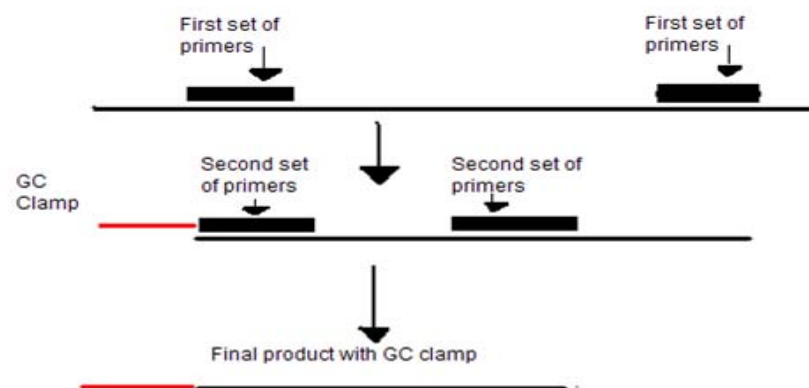 First set of
primers
First set of
primers
GC
Clamp
Second set
of primers
Second set of
primers
Final product with GC clamp